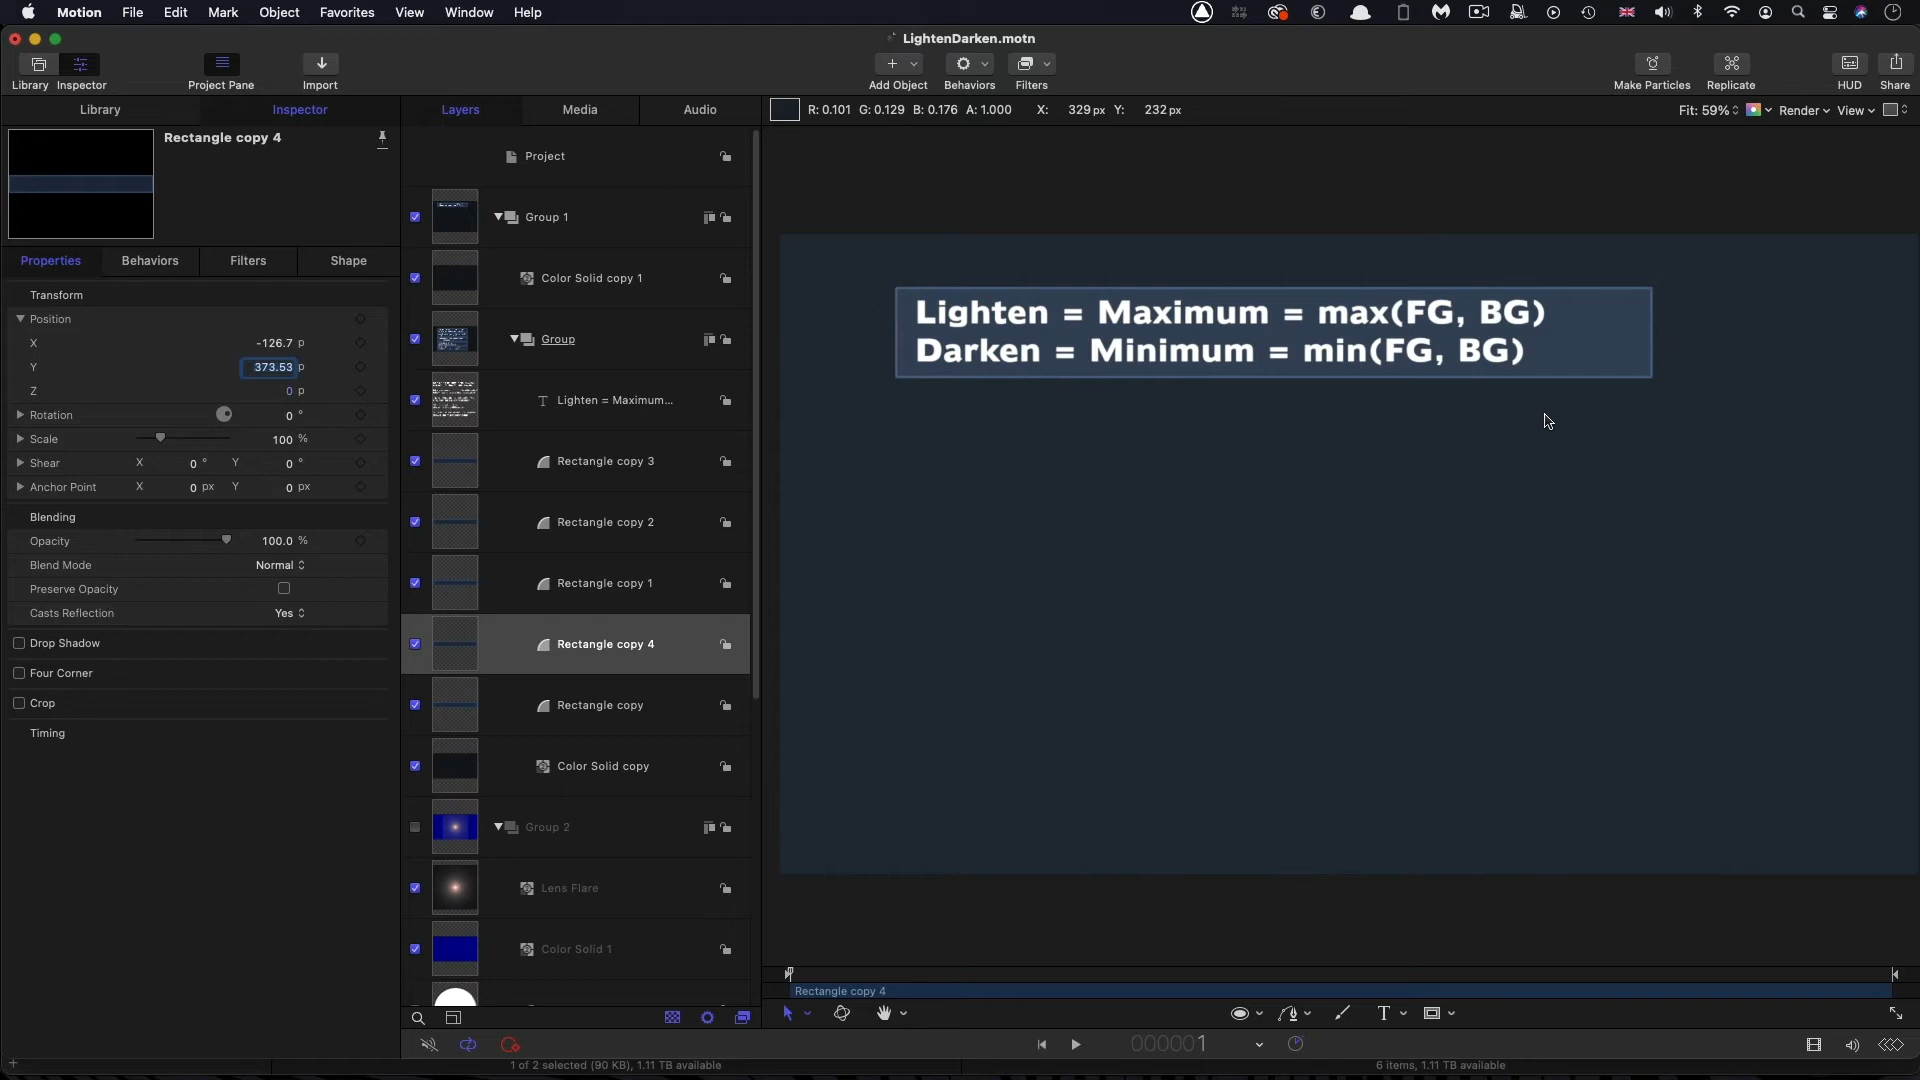 Motion File Edit Mark Object Favorites View Window Help
LightenDarken.motn
Library Inspector Project Pane Import Add Object Behaviors Filters Make Particles Replicate HUD Share
Library Inspector Layers Media Audio R: 0.101 G: 0.129 B: 0.176 A: 1.000 X: 329 px Y: 232 px Fit: 59% Render View
Rectangle copy 4
Properties Behaviors Filters Shape
Transform
Position
X -126.7 p
Y 373.53 p
Z 0 p
Rotation 0 °
Scale 100 %
Shear X 0 ° Y 0 °
Anchor Point X 0 px Y 0 px
Blending
Opacity 100.0 %
Blend Mode Normal
Preserve Opacity
Casts Reflection Yes
Drop Shadow
Four Corner
Crop
Timing
Project
Group 1
Color Solid copy 1
Group
Lighten = Maximum...
Rectangle copy 3
Rectangle copy 2
Rectangle copy 1
Rectangle copy 4
Rectangle copy
Color Solid copy
Group 2
Lens Flare
Color Solid 1
Lighten = Maximum = max(FG, BG)
Darken = Minimum = min(FG, BG)
Rectangle copy 4
000001
1 of 2 selected (90 KB), 1.11 TB available
6 items, 1.11 TB available